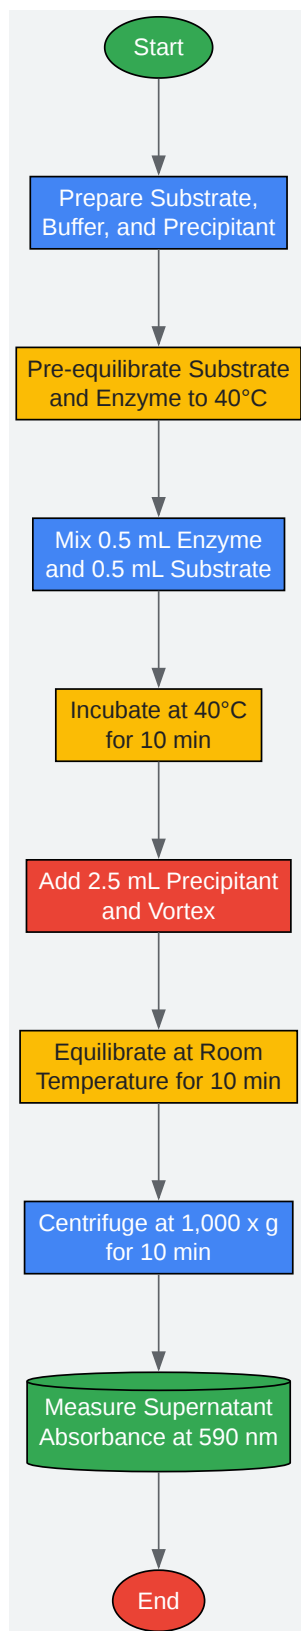 Start
Prepare Substrate,
Buffer, and Precipitant
Pre-equilibrate Substrate
and Enzyme to 40°C
Mix 0.5 mL Enzyme
and 0.5 mL Substrate
Incubate at 40°C
for 10 min
Add 2.5 mL Precipitant
and Vortex
Equilibrate at Room
Temperature for 10 min
Centrifuge at 1,000 x g
for 10 min
Measure Supernatant
Absorbance at 590 nm
End